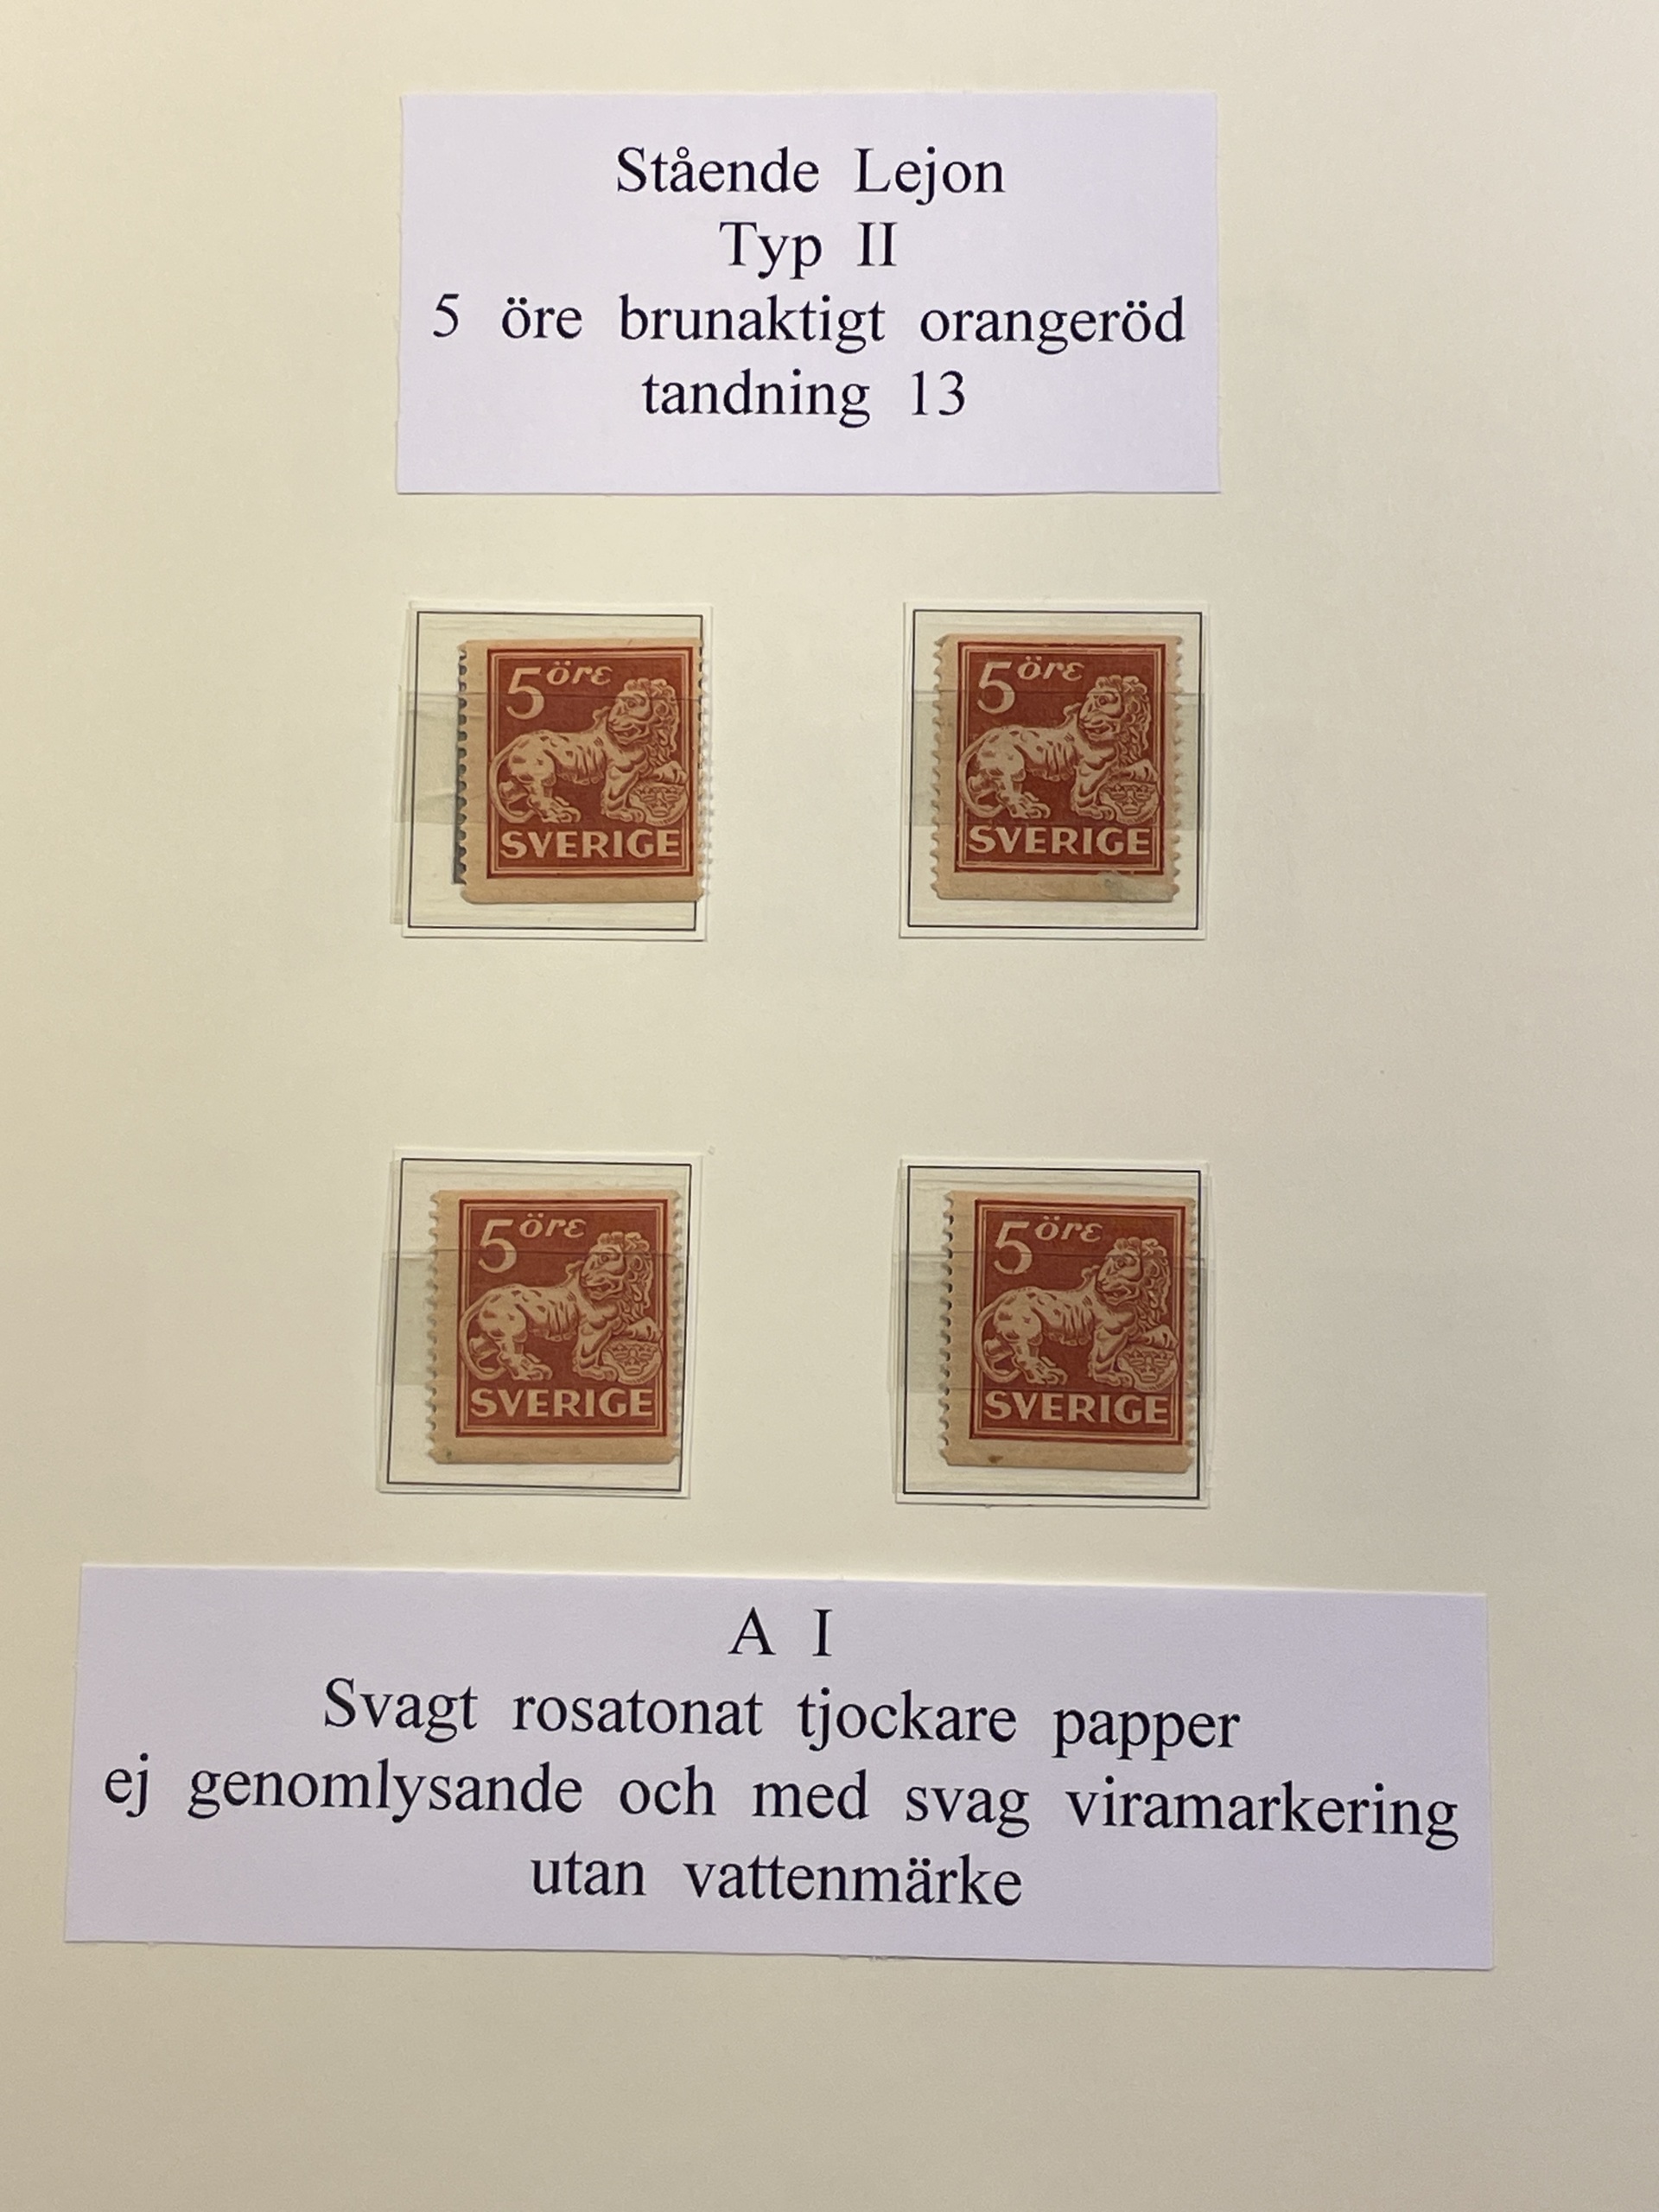 Stående Lejon
Typ II
5 öre brunaktigt orangeröd
tandning 13
5 öre
SVERIGE
5 öre
SVERIGE
5 öre
SVERIGE
5 öre
SVERIGE
A I
Svagt rosatonat tjockare papper
ej genomlysande och med svag viramarkering
utan vattenmärke